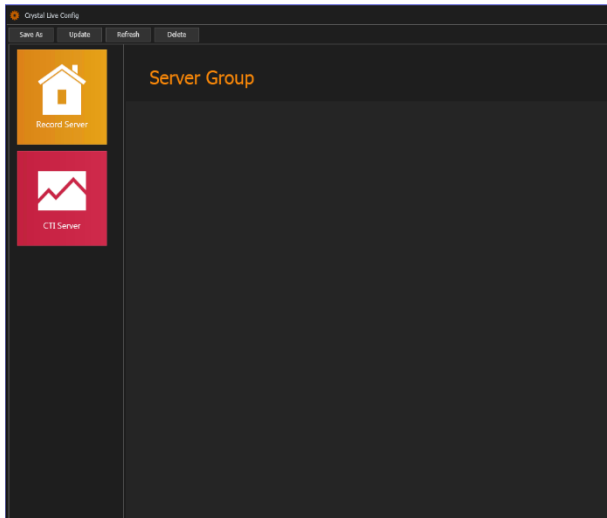 Crystal Live Config
Save As Update Refresh Delete
Server Group
Record Server
CTI Server